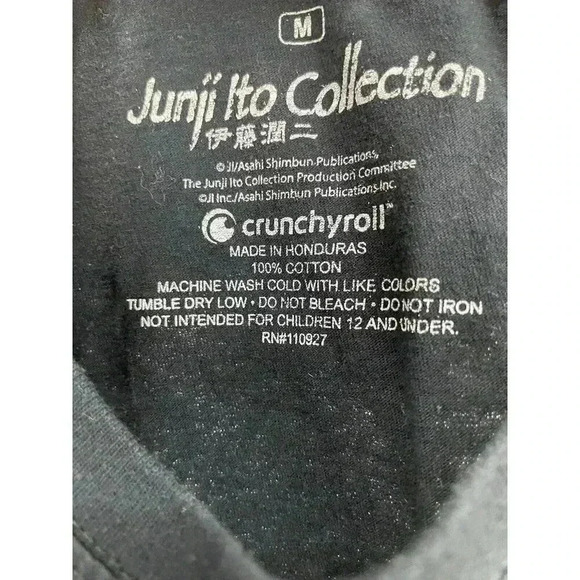 M
Junji Ito Collection
伊藤潤二
©JI/Asahi Shimbun Publications,
The Junji Ito Collection Production Committee
©JI Inc./Asahi Shimbun Publications Inc.
crunchyroll™
MADE IN HONDURAS
100% COTTON
MACHINE WASH COLD WITH LIKE COLORS
TUMBLE DRY LOW • DO NOT BLEACH • DO NOT IRON
NOT INTENDED FOR CHILDREN 12 AND UNDER.
RN#110927